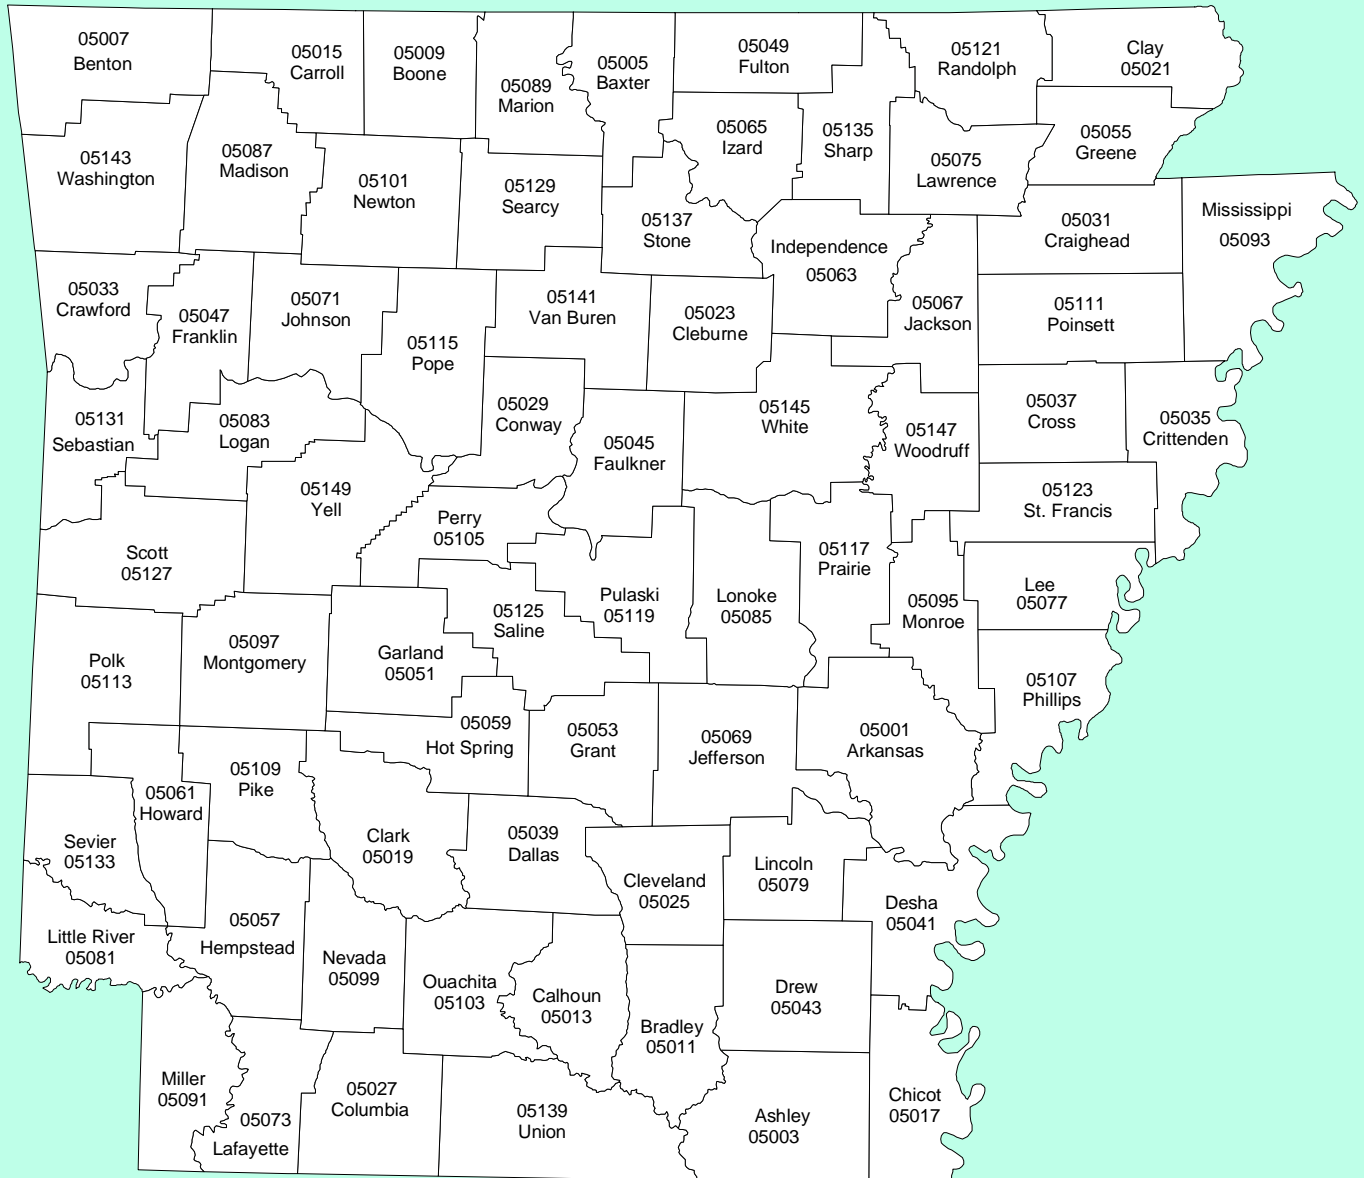 05007
Benton
05015
Carroll
05009
Boone
05089
Marion
05005
Baxter
05049
Fulton
05121
Randolph
Clay
05021
05143
Washington
05087
Madison
05101
Newton
05129
Searcy
05065
Izard
05135
Sharp
05075
Lawrence
05055
Greene
05137
Stone
Independence
05063
05031
Craighead
Mississippi
05093
05033
Crawford
05047
Franklin
05071
Johnson
05115
Pope
05141
Van Buren
05023
Cleburne
05067
Jackson
05111
Poinsett
05131
Sebastian
05083
Logan
05029
Conway
05045
Faulkner
05145
White
05147
Woodruff
05037
Cross
05035
Crittenden
05149
Yell
Perry
05105
05123
St. Francis
Scott
05127
05125
Saline
Pulaski
05119
Lonoke
05085
05117
Prairie
05095
Monroe
Lee
05077
Polk
05113
05097
Montgomery
Garland
05051
05107
Phillips
05059
Hot Spring
05053
Grant
05069
Jefferson
05001
Arkansas
05061
Howard
05109
Pike
Sevier
05133
Clark
05019
05039
Dallas
Cleveland
05025
Lincoln
05079
Desha
05041
Little River
05081
05057
Hempstead
Nevada
05099
Ouachita
05103
Calhoun
05013
Bradley
05011
Drew
05043
Miller
05091
05073
Lafayette
05027
Columbia
05139
Union
Ashley
05003
Chicot
05017